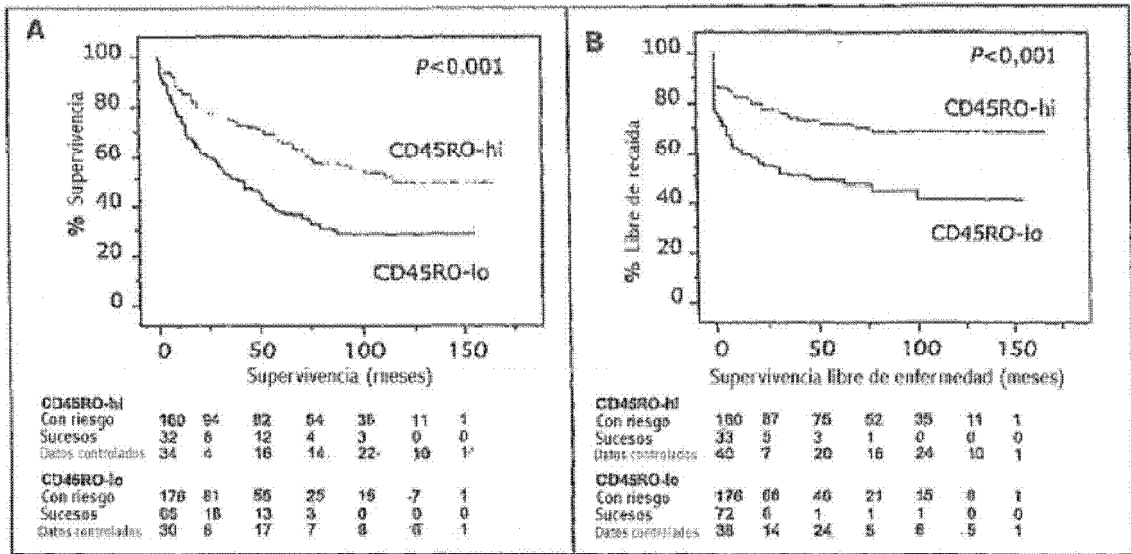 A
100
80
60
40
20
0
% Supervivencia
P<0,001
CD45RO-hi
CD45RO-lo
0 50 100 150
Supervivencia (meses)
CD45RO-hi
Con riesgo 160 94 82 54 36 11 1
Sucesos 32 6 12 4 3 0 0
Datos controlados 34 4 16 14 22 10 1
CD45RO-lo
Con riesgo 176 81 55 25 15 7 1
Sucesos 65 18 13 3 0 0 0
Datos controlados 30 6 17 7 8 1
B
100
80
60
40
20
0
% Libre de recaída
P<0,001
CD45RO-hi
CD45RO-lo
0 50 100 150
Supervivencia libre de enfermedad (meses)
CD45RO-hi
Con riesgo 160 87 75 52 35 11 1
Sucesos 33 5 3 1 0 0 0
Datos controlados 40 7 20 16 24 10 1
CD45RO-lo
Con riesgo 176 66 46 21 15 6 1
Sucesos 72 6 1 1 1 0 0
Datos controlados 38 14 24 5 8 5 1